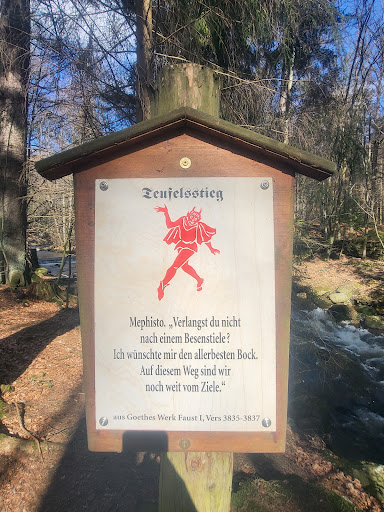 Teufelsstieg
Mephisto. „Verlangst du nicht
nach einem Besenstiele?
Ich wünschte mir den allerbesten Bock.
Auf diesem Weg sind wir
noch weit vom Ziele.“
aus Goethes Werk Faust I, Vers 3835-3837